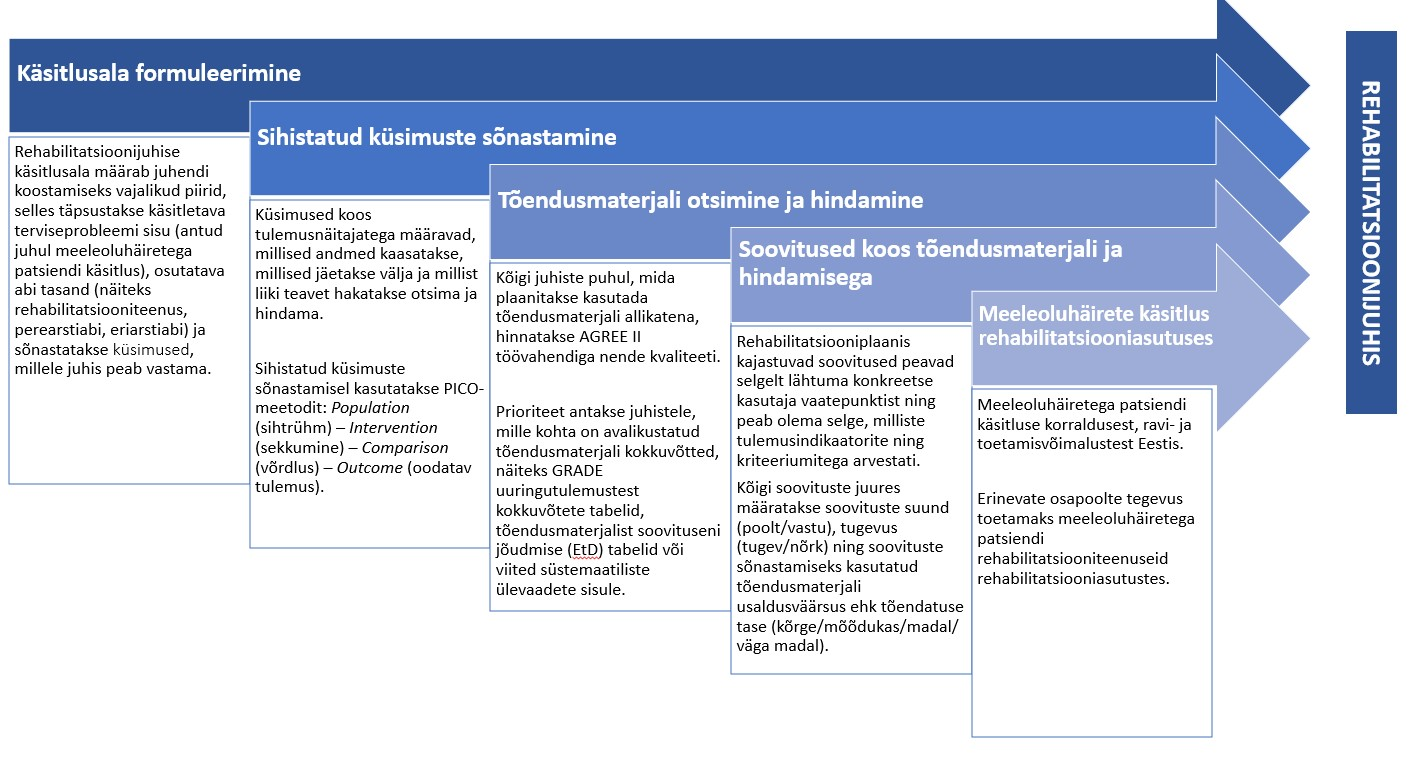 Käsitlusala formuleerimine
Rehabilitatsioonijuhise
käsitlusala määrab juhendi
koostamiseks vajalikud piirid,
selles täpsustakse käsitletava
terviseprobleemi sisu (antud
juhul meeleoluhäiretega
patsiendi käsitlus), osutatava
abi tasand (näiteks
rehabilitatsiooniteenus,
perearstiabi, eriarstiabi) ja
sõnastatakse küsimused,
millele juhis peab vastama.
Sihistatud küsimuste sõnastamine
Küsimused koos
tulemusnäitajatega määravad,
millised andmed kaasatakse,
millised jäetakse välja ja millist
liiki teavet hakatakse otsima ja
hindama.
Sihistatud küsimuste
sõnastamisel kasutatakse PICO-
meetodit: Population
(sihtrühm) – Intervention
(sekkumine) – Comparison
(võrdlus) – Outcome (oodatav
tulemus).
Tõendusmaterjali otsimine ja hindamine
Kõigi juhiste puhul, mida
plaanitakse kasutada
tõendusmaterjali allikatena,
hinnatakse AGREE II
töövahendiga nende kvaliteeti.
Prioriteet antakse juhistele,
mille kohta on avalikustatud
tõendusmaterjali kokkuvõtted,
näiteks GRADE
uuringutulemustest
kokkuvõtete tabelid,
tõendusmaterjalist soovituseni
jõudmise (EtD) tabelid või
viited süstemaatiliste
ülevaadete sisule.
Soovitused koos tõendusmaterjali ja
hindamisega
Rehabilitatsiooniplaanis
kajastuvad soovitused peavad
selgelt lähtuma konkreetse
kasutaja vaatepunktist ning
peab olema selge, milliste
tulemusindikaatorite ning
kriteeriumitega arvestati.
Kõigi soovituste juures
määratakse soovituste suund
(poolt/vastu), tugevus
(tugev/nõrk) ning soovituste
sõnastamiseks kasutatud
tõendusmaterjali
usaldusväärsus ehk tõendatuse
tase (kõrge/mõõdukas/madal/
väga madal).
Meeleoluhäirete käsitlus
rehabilitatsiooniasutuses
Meeleoluhäiretega patsiendi
käsitluse korraldusest, ravi- ja
toetamisvõimalustest Eestis.
Erinevate osapoolte tegevus
toetamaks meeleoluhäiretega
patsiendi
rehabilitatsiooniteenuseid
rehabilitatsiooniasutustes.
REHABILITATSIOONIJUHIS